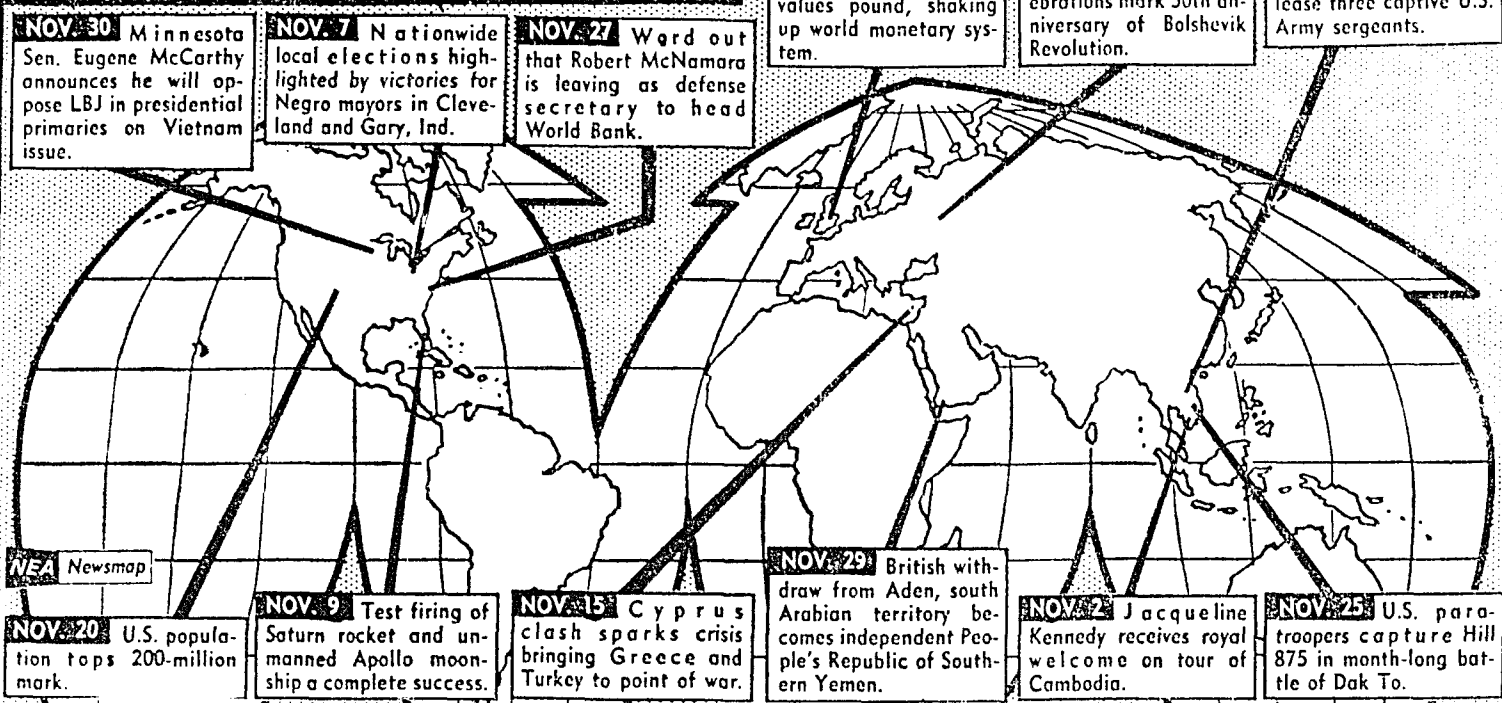 NOV. 30 Minnesota
Sen. Eugene McCarthy
announces he will op-
pose LBJ in presidential
primaries on Vietnam
issue.
NOV. 7 Nationwide
local elections high-
lighted by victories for
Negro mayors in Cleve-
land and Gary, Ind.
NOV. 27 Word out
that Robert McNamara
is leaving as defense
secretary to head
World Bank.
values pound, shaking
up world monetary sys-
tem.
ebrations mark 50th an-
niversary of Bolshevik
Revolution.
lease three captive U.S.
Army sergeants.
NEA Newsmap
NOV. 20 U.S. popula-
tion tops 200-million
mark.
NOV. 9 Test firing of
Saturn rocket and un-
manned Apollo moon-
ship a complete success.
NOV. 15 Cyprus
clash sparks crisis
bringing Greece and
Turkey to point of war.
NOV. 29 British with-
draw from Aden, south
Arabian territory be-
comes independent Peo-
ple's Republic of South-
ern Yemen.
NOV. 2 Jacqueline
Kennedy receives royal
welcome on tour of
Cambodia.
NOV. 25 U.S. para-
troopers capture Hill
875 in month-long bat-
tle of Dak To.